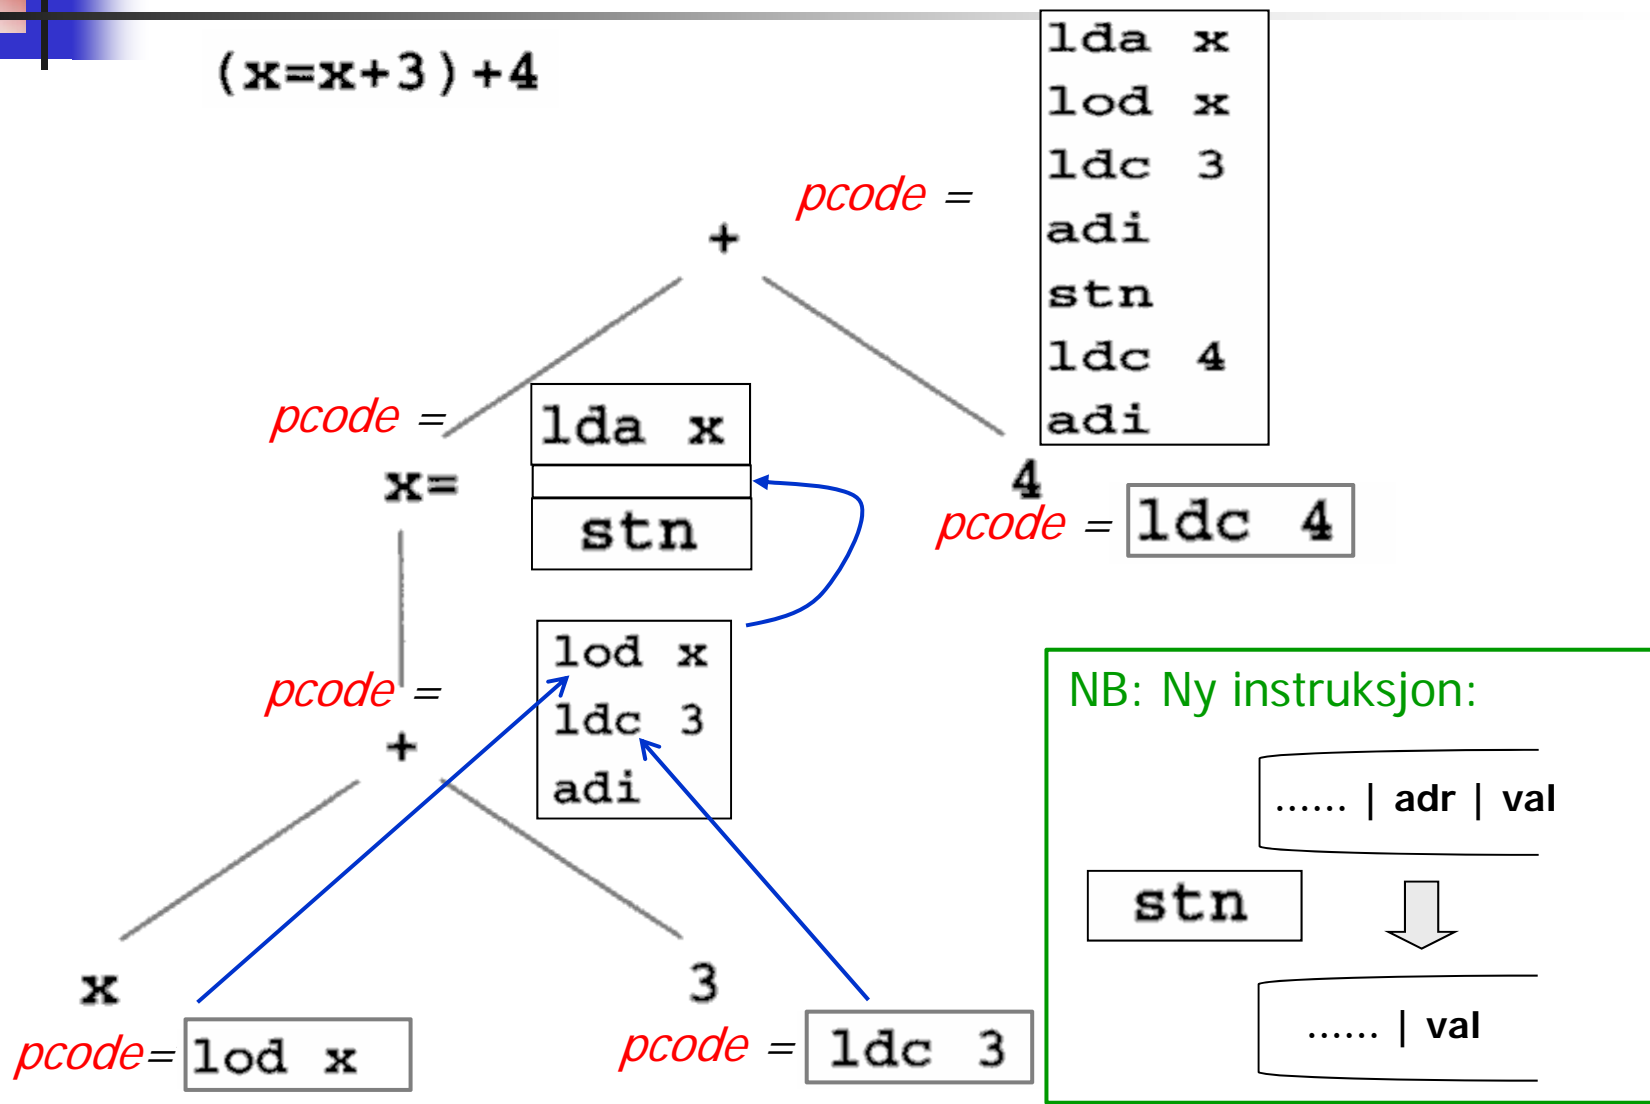 (x=x+3)+4
lda x
lod x
ldc 3
adi
stn
ldc 4
adi
pcode =
+
pcode =
lda x
stn
x=
4
pcode = ldc 4
pcode =
lod x
ldc 3
adi
+
x
pcode= lod x
3
pcode = ldc 3
NB: Ny instruksjon:
...... | adr | val
stn
...... | val